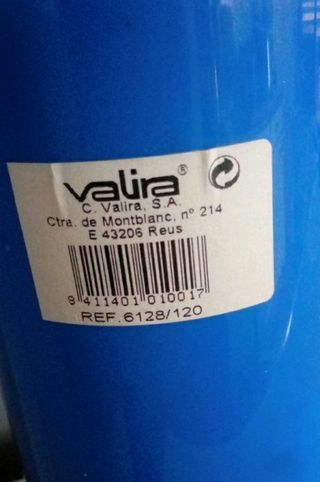 valira®
C. Valira, S.A.
Ctra. de Montblanc, nº 214
E 43206 Reus
8 411401 010017
REF.6128/120